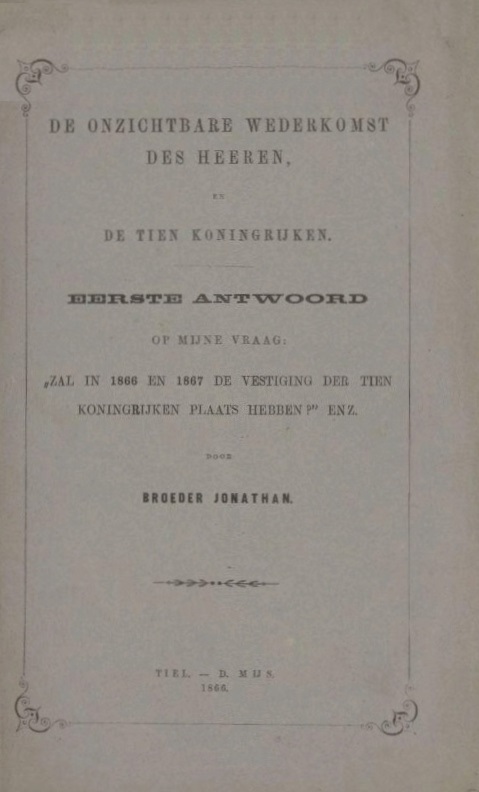 DE ONZICHTBARE WEDERKOMST
DES HEEREN,
EN
DE TIEN KONINGRIJKEN.
EERSTE ANTWOORD
OP MIJNE VRAAG:
„ZAL IN 1866 EN 1867 DE VESTIGING DER TIEN
KONINGRIJKEN PLAATS HEBBEN?” ENZ.
DOOR
BROEDER JONATHAN.
TIEL. — D. MIJS.
1866.